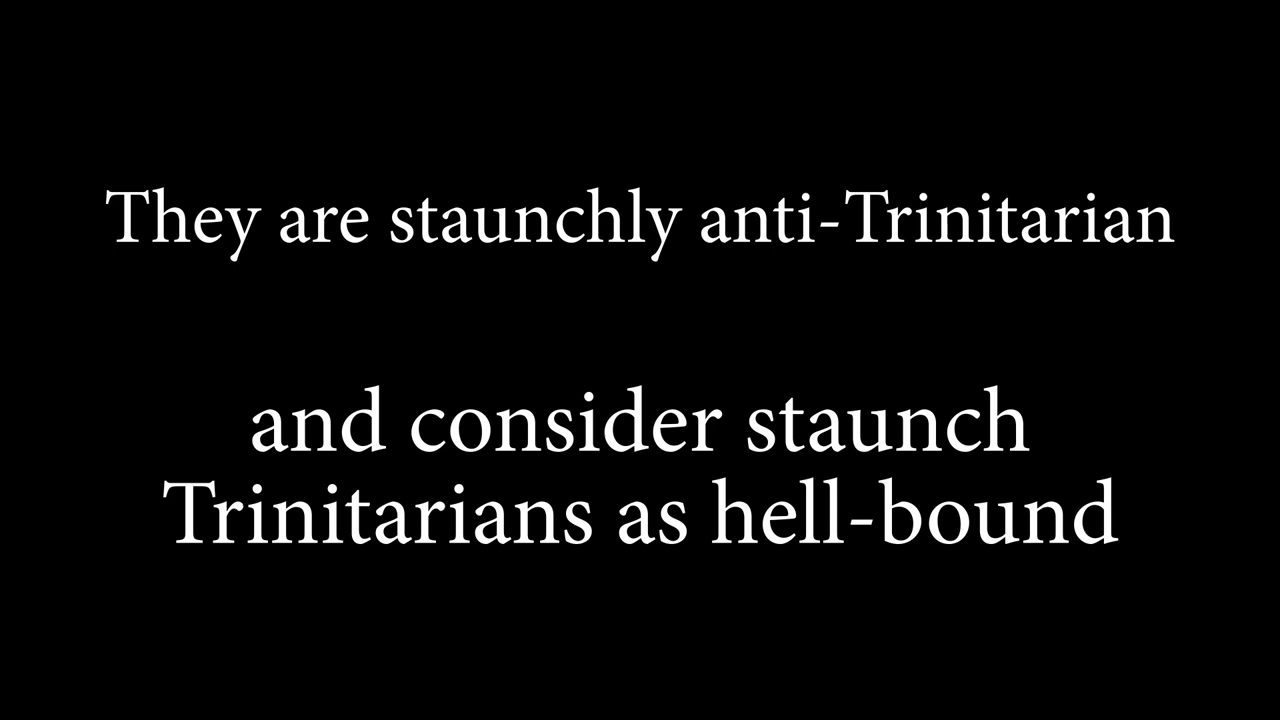 They are staunchly anti-Trinitarian
and consider staunch
Trinitarians as hell-bound